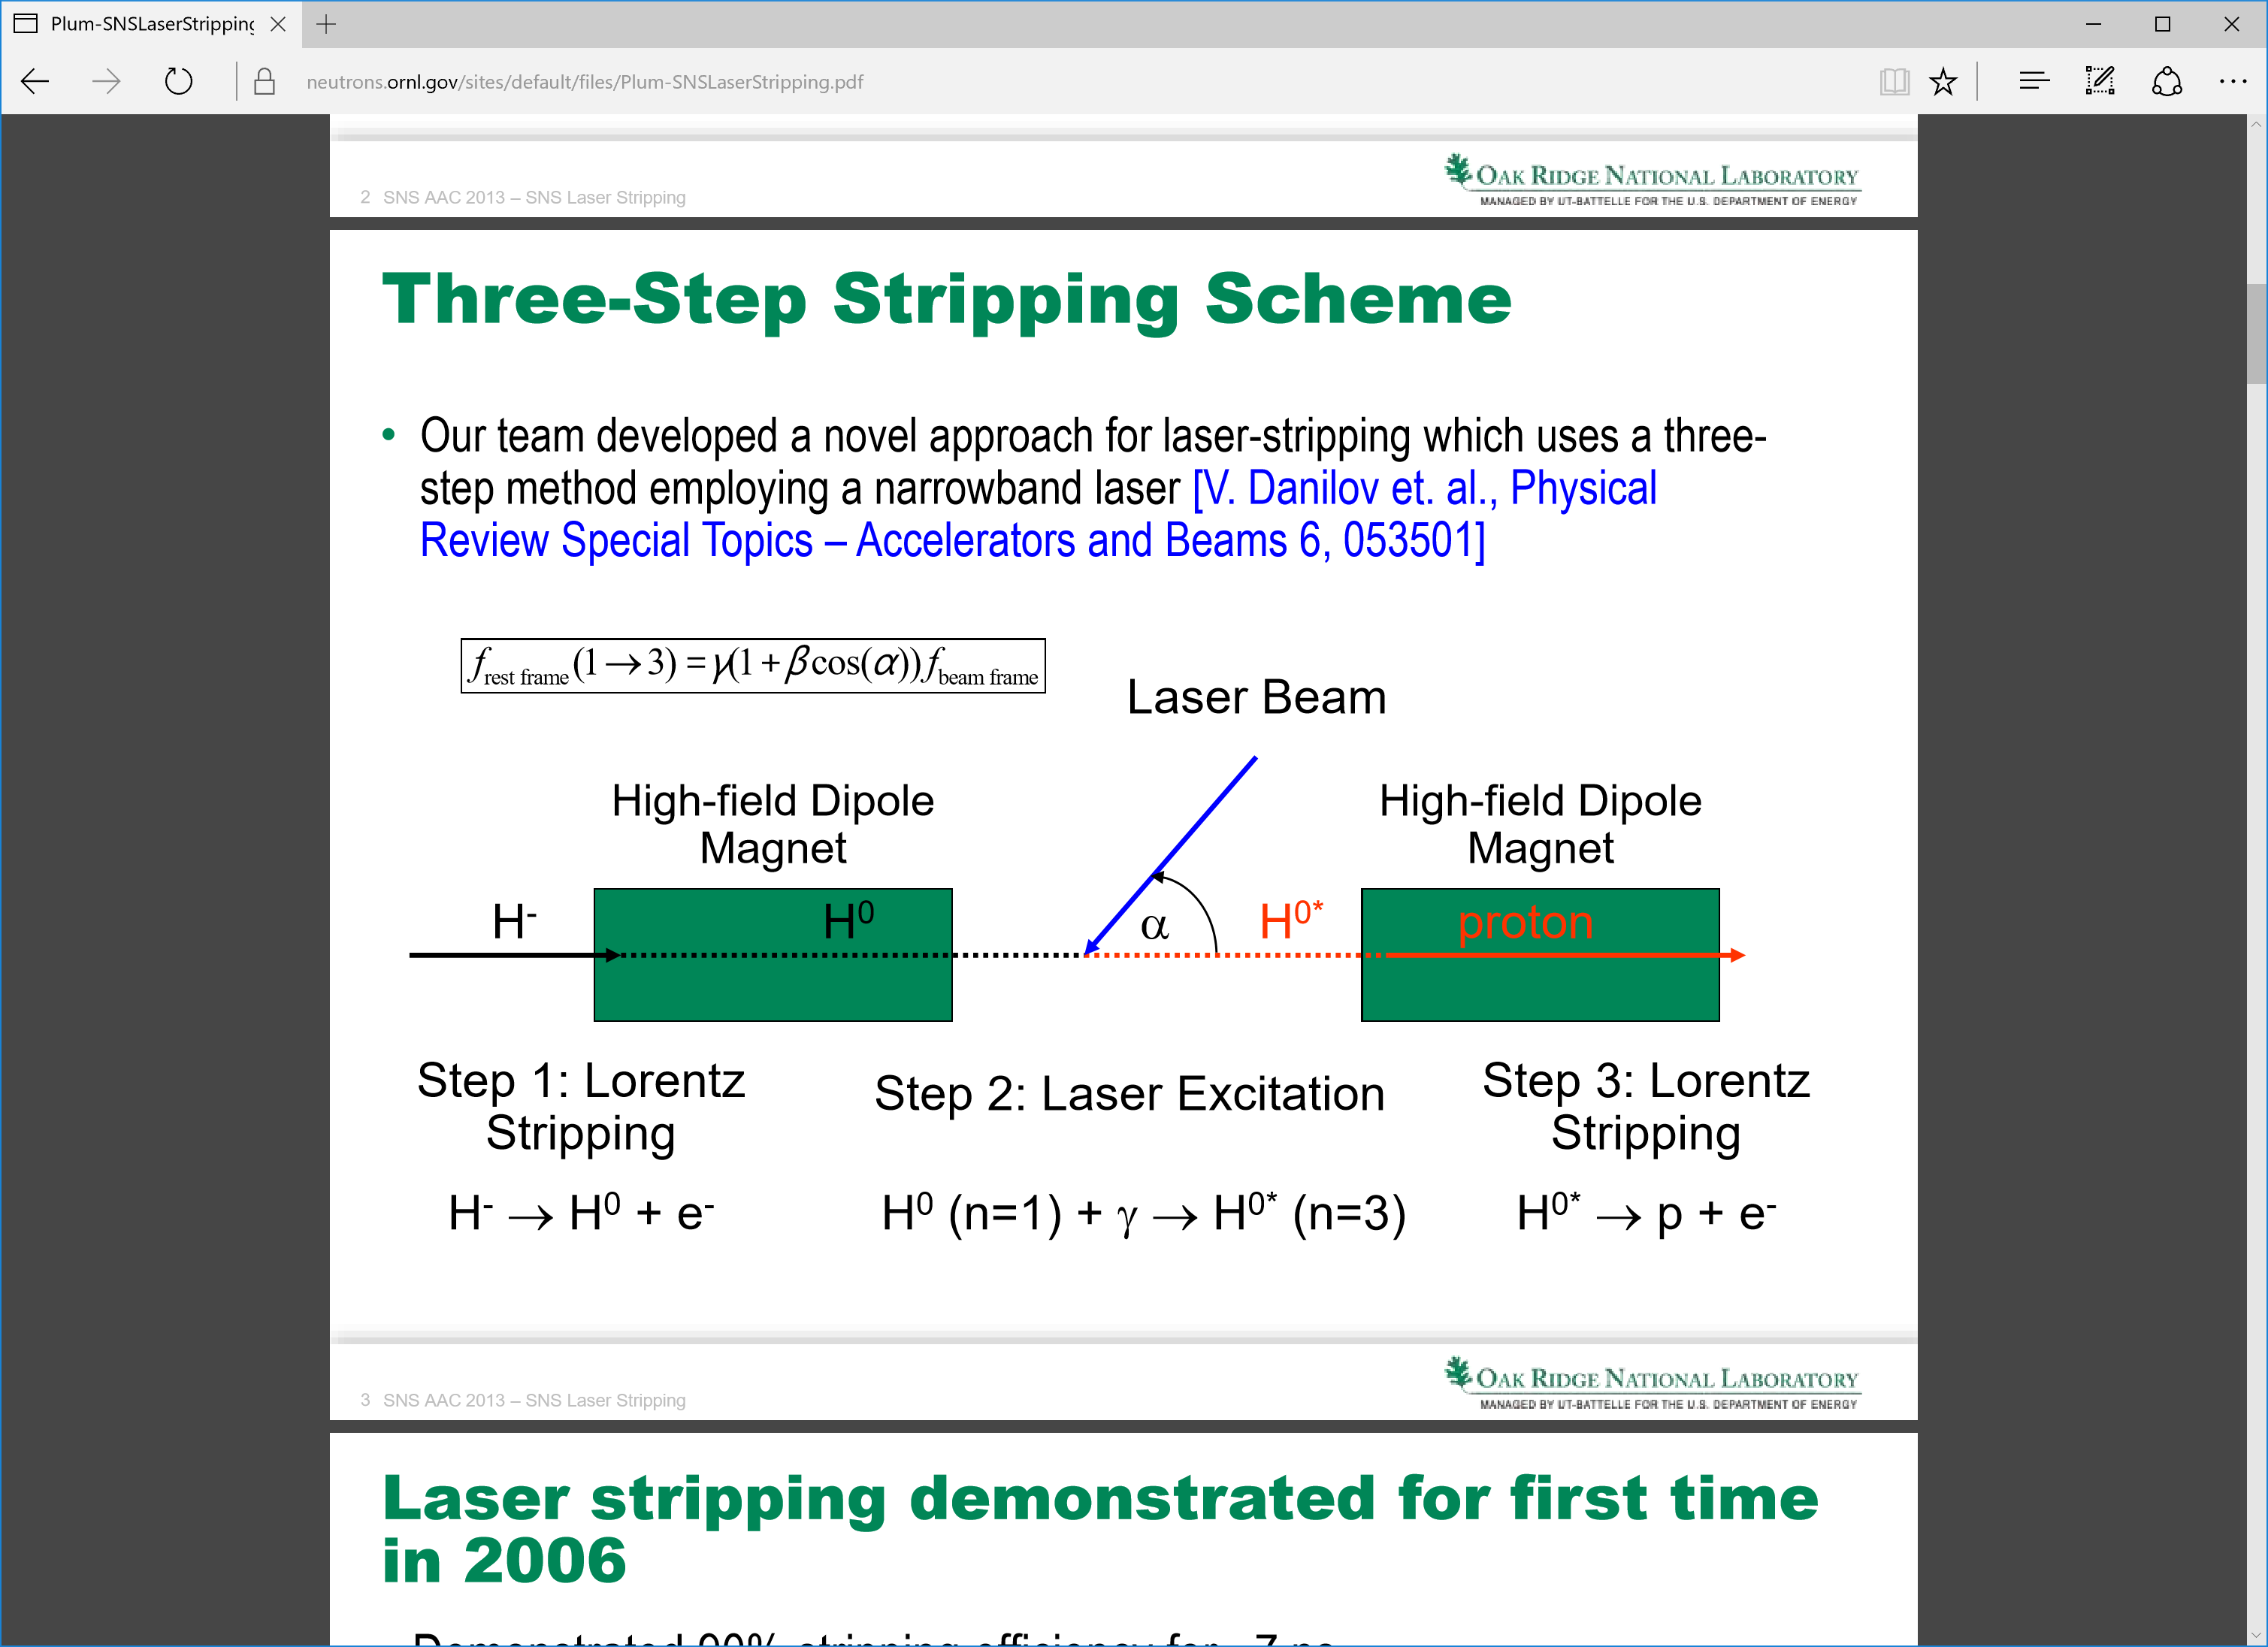 Plum-SNSLaserStripping
neutrons.ornl.gov/sites/default/files/Plum-SNSLaserStripping.pdf
OAK RIDGE NATIONAL LABORATORY
MANAGED BY UT-BATTELLE FOR THE U.S. DEPARTMENT OF ENERGY
2 SNS AAC 2013 – SNS Laser Stripping
Three-Step Stripping Scheme
• Our team developed a novel approach for laser-stripping which uses a three-
step method employing a narrowband laser [V. Danilov et. al., Physical
Review Special Topics – Accelerators and Beams 6, 053501]
f_rest frame (1→3) = γ(1+βcos(α)) f_beam frame
Laser Beam
High-field Dipole
Magnet
High-field Dipole
Magnet
H⁻
H⁰
α
H⁰*
proton
Step 1: Lorentz
Stripping
Step 2: Laser Excitation
Step 3: Lorentz
Stripping
H⁻ → H⁰ + e⁻
H⁰ (n=1) + γ → H⁰* (n=3)
H⁰* → p + e⁻
OAK RIDGE NATIONAL LABORATORY
MANAGED BY UT-BATTELLE FOR THE U.S. DEPARTMENT OF ENERGY
3 SNS AAC 2013 – SNS Laser Stripping
Laser stripping demonstrated for first time
in 2006
Demonstrated 90% stripping efficiency for